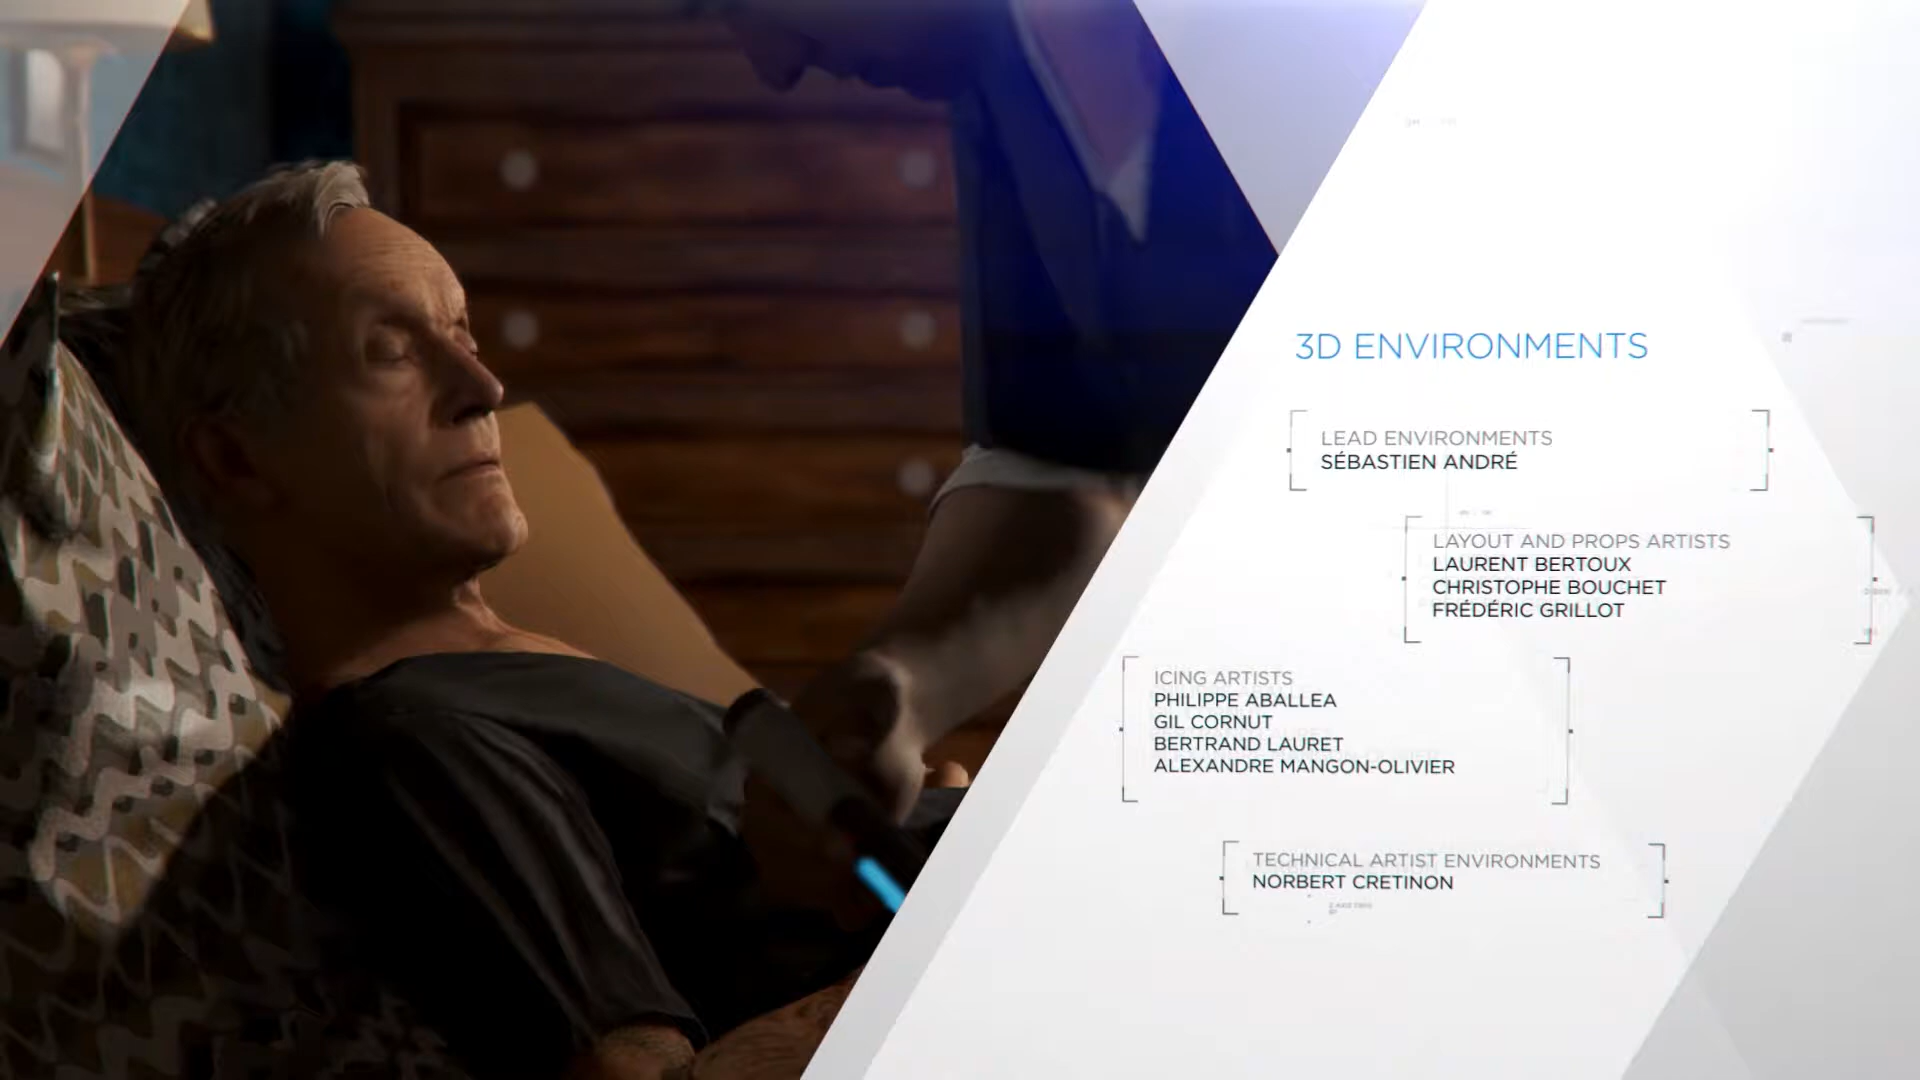 3D ENVIRONMENTS
LEAD ENVIRONMENTS
SÉBASTIEN ANDRÉ
LAYOUT AND PROPS ARTISTS
LAURENT BERTOUX
CHRISTOPHE BOUCHET
FRÉDÉRIC GRILLOT
ICING ARTISTS
PHILIPPE ABALLEA
GIL CORNUT
BERTRAND LAURET
ALEXANDRE MANGON-OLIVIER
TECHNICAL ARTIST ENVIRONMENTS
NORBERT CRETINON